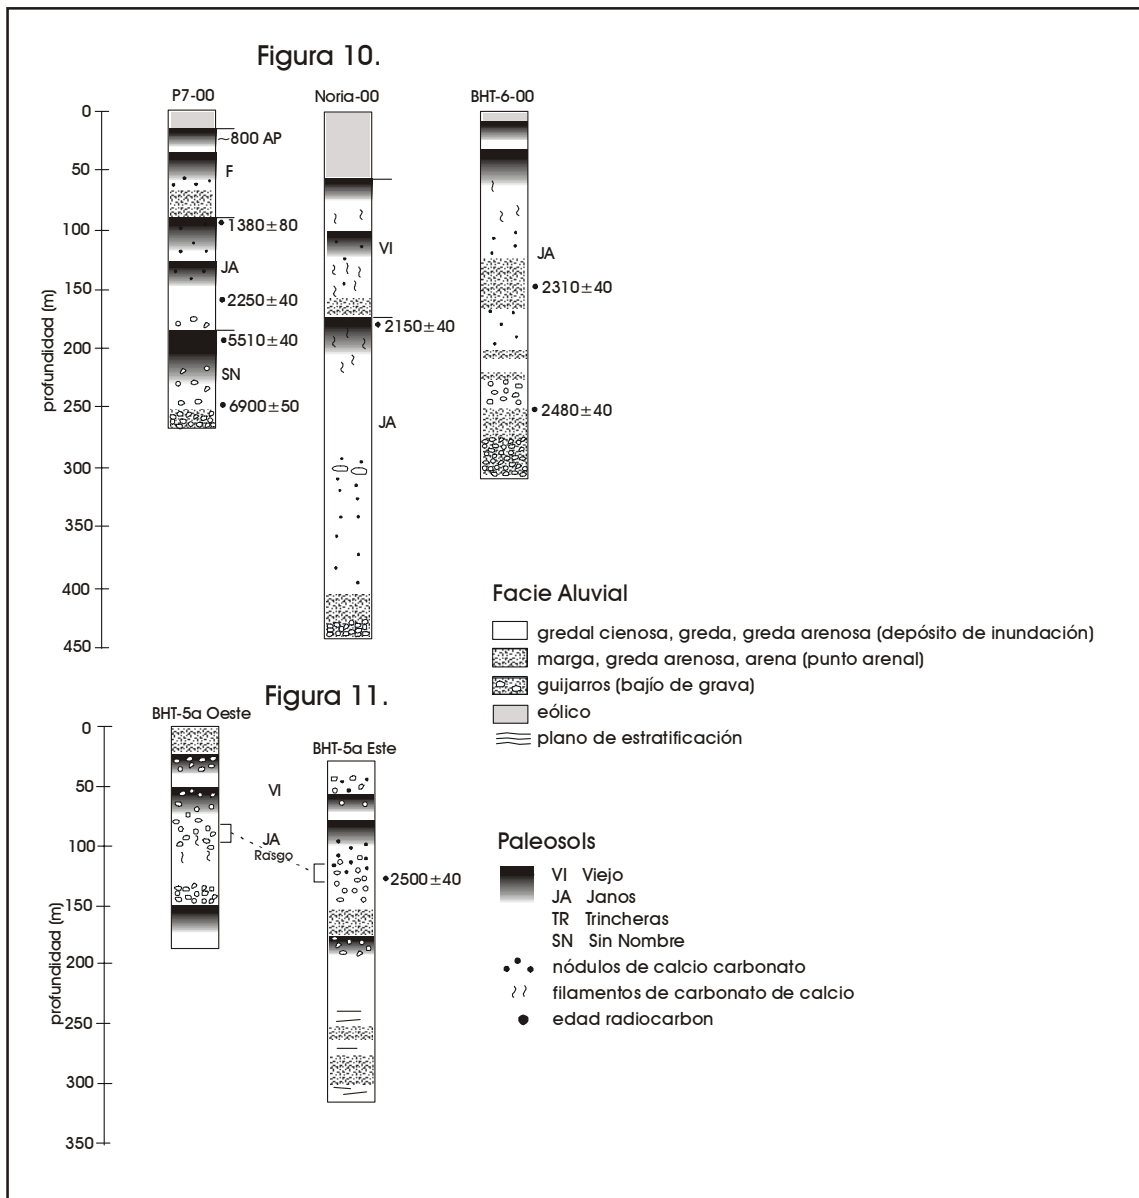 Figura 10.
P7-00
Noria-00
BHT-6-00
0
50
100
150
200
250
300
350
400
450
profundidad (m)
~800 AP
F
1380±80
JA
2250±40
5510±40
SN
6900±50
VI
2150±40
JA
JA
2310±40
2480±40
Facie Aluvial
gredal cienosa, greda, greda arenosa (depósito de inundación)
marga, greda arenosa, arena (punto arenal)
guijarros (bajío de grava)
eólico
plano de estratificación
Figura 11.
BHT-5a Oeste
BHT-5a Este
0
50
100
150
200
250
300
350
profundidad (m)
VI
JA
Rasgo
2500±40
Paleosols
VI Viejo
JA Janos
TR Trincheras
SN Sin Nombre
nódulos de calcio carbonato
filamentos de carbonato de calcio
edad radiocarbon